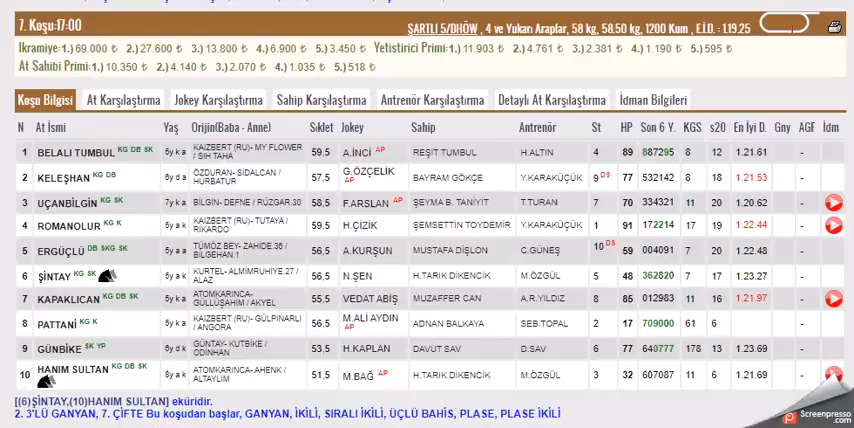 7. Koşu:17:00
ŞARTLI 5/DHÖW , 4 ve Yukarı Araplar, 58 kg, 58.50 kg, 1200 Kum , E.İ.D. : 1.19.25
İkramiye: 1.) 69.000 ₺ 2.) 27.600 ₺ 3.) 13.800 ₺ 4.) 6.900 ₺ 5.) 3.450 ₺ Yetistirici Primi: 1.) 11.903 ₺ 2.) 4.761 ₺ 3.) 2.381 ₺ 4.) 1.190 ₺ 5.) 595 ₺
At Sahibi Primi: 1.) 10.350 ₺ 2.) 4.140 ₺ 3.) 2.070 ₺ 4.) 1.035 ₺ 5.) 518 ₺
Koşu Bilgisi At Karşılaştırma Jokey Karşılaştırma Sahip Karşılaştırma Antrenör Karşılaştırma Detaylı At Karşılaştırma İdman Bilgileri
N At İsmi Yaş Orijin(Baba - Anne) Sıklet Jokey Sahip Antrenör St HP Son 6 Y. KGS s20 En İyi D. Gny AGF İdm
1 BELALI TUMBUL KG DB SK 5y k a KAIZBERT (RU)- MY FLOWER / SIH TAHA 59,5 A.İNCİ AP REŞİT TUMBUL H.ALTIN 4 89 887295 8 12 1.21.61 -
2 KELEŞHAN KG DB 6y d a ÖZDURAN- SİDALCAN / HURBATUR 57,5 G.ÖZÇELİK AP BAYRAM GÖKÇE Y.KARAKÜÇÜK 9 DS 77 532142 8 18 1.21.53 -
3 UÇANBİLGİN KG SK 7y k a BİLGİN- DEFNE / RÜZGAR.30 58,5 F.ARSLAN AP ŞEYMA B. TANİYİT T.TURAN 7 70 334321 11 20 1.20.62 -
4 ROMANOLUR KG K 5y a k KAIZBERT (RU)- TUTAYA / RIKARDO 59,5 H.ÇİZİK ŞEMSETTİN TOYDEMİR Y.KARAKÜÇÜK 1 91 172214 17 19 1.22.44 -
5 ERGÜÇLÜ DB SKG SK 5y a a TÜMÖZ BEY- ZAHİDE.36 / BİLGEHAN.1 56,5 A.KURŞUN MUSTAFA DİŞLON C.GÜNEŞ 10 DS 59 004091 7 20 1.22.48 -
6 ŞİNTAY KG SK 5y a k KURTEL- ALMIMRUHİYE.27 / ALAZ 56,5 N.ŞEN H.TARIK DİKENCİK M.ÖZGÜL 5 48 362820 7 17 1.23.27 -
7 KAPAKLICAN KG DB SK 5y a k ATOMKARINCA- GÜLLÜŞAHIM / AKYEL 55,5 VEDAT ABİŞ MUZAFFER CAN A.R.YILDIZ 8 85 012983 11 16 1.21.97 -
8 PATTANİ KG K 5y k a KAIZBERT (RU)- GÜLPINARLI / ANGORA 56,5 M.ALİ AYDIN AP ADNAN BALKAYA SEB.TOPAL 2 17 709000 61 6 -
9 GÜNBİKE SK YP 6y d k GÜNTAY- KUTBİKE / ODİNHAN 53,5 H.KAPLAN DAVUT SAV D.SAV 6 77 640777 178 13 1.23.69 -
10 HANIM SULTAN KG DB SK 8y a k ATOMKARINCA- AHENK / ALTAYLIM 51,5 M.BAĞ AP H.TARIK DİKENCİK M.ÖZGÜL 3 32 607087 11 6 1.21.69 -
[(6)ŞİNTAY,(10)HANIM SULTAN] eküridir.
2. 3'LÜ GANYAN, 7. ÇİFTE Bu koşudan başlar, GANYAN, İKİLİ, SIRALI İKİLİ, ÜÇLÜ BAHİS, PLASE, PLASE İKİLİ
Screenpresso
.com